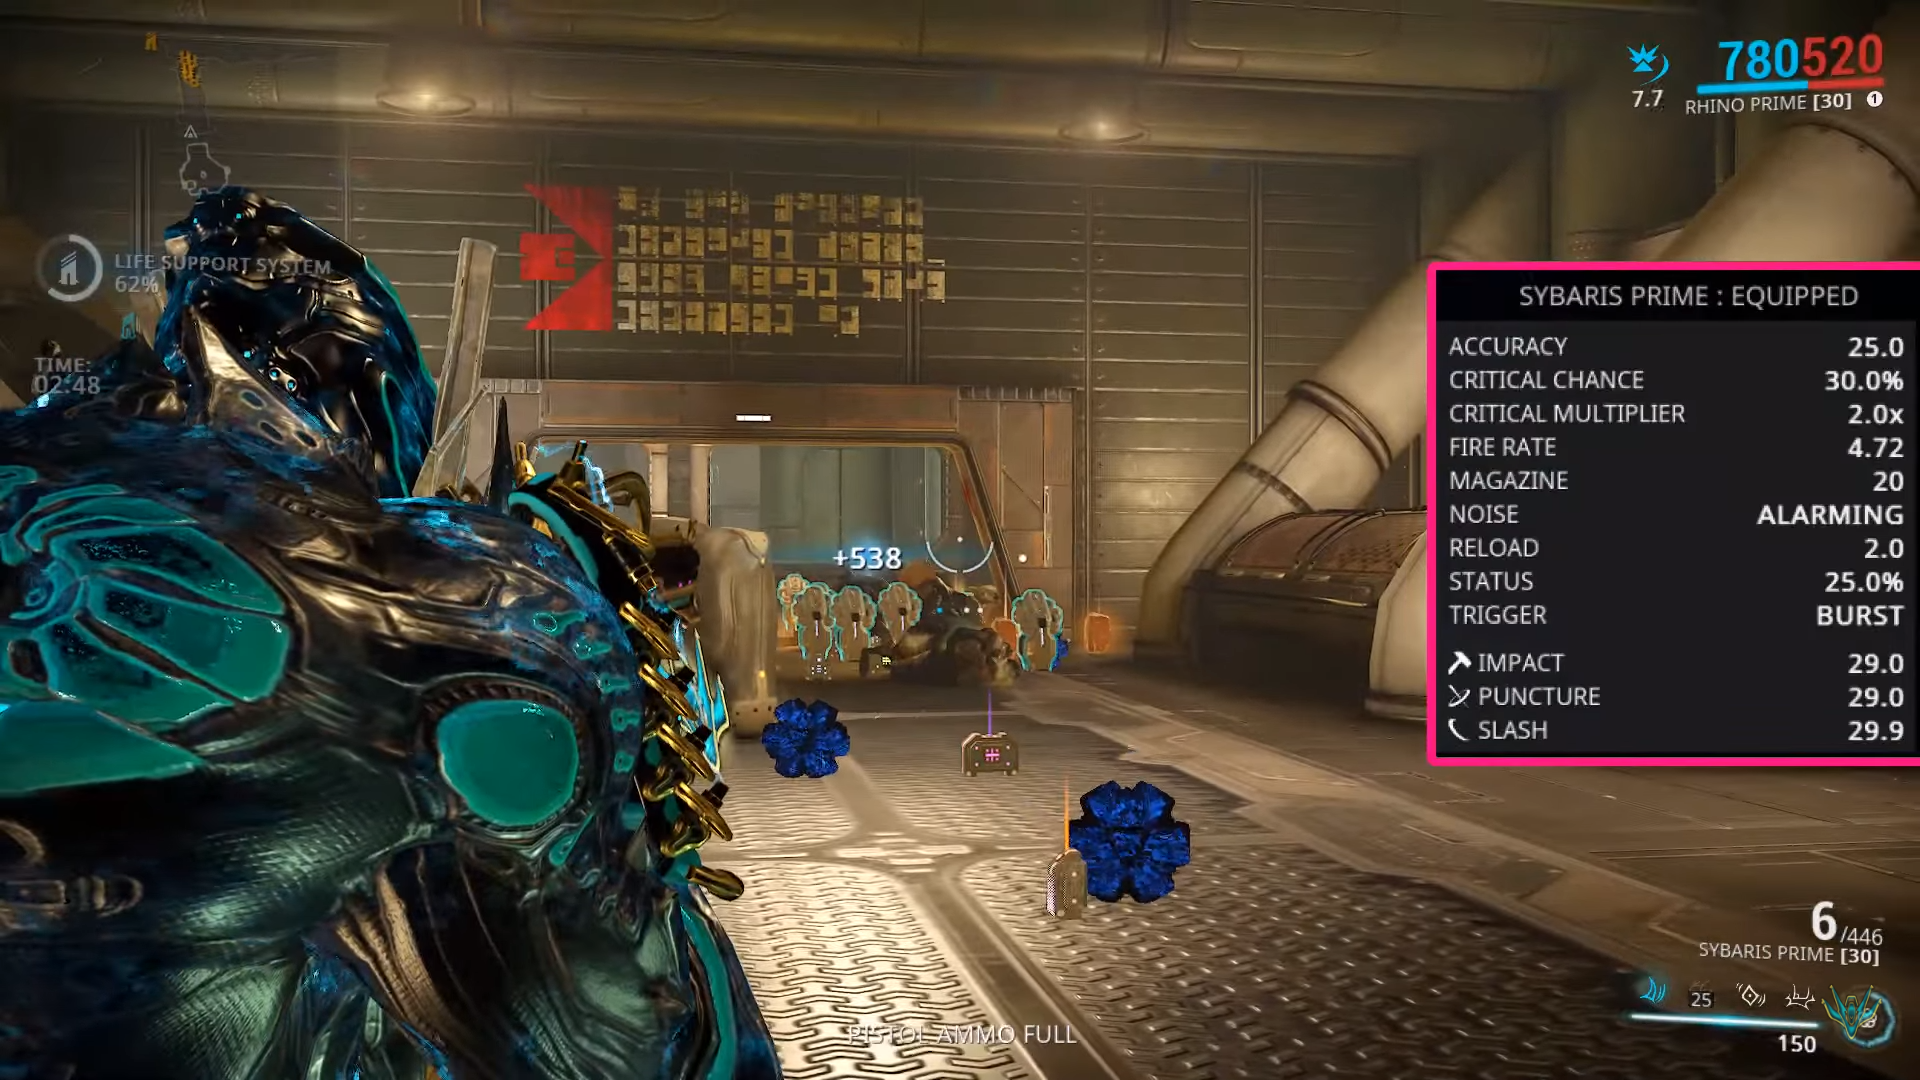 780 520
7.7
RHINO PRIME [30] 1
LIFE SUPPORT SYSTEM
62%
TIME:
02:48
+538
SYBARIS PRIME : EQUIPPED
ACCURACY 25.0
CRITICAL CHANCE 30.0%
CRITICAL MULTIPLIER 2.0x
FIRE RATE 4.72
MAGAZINE 20
NOISE ALARMING
RELOAD 2.0
STATUS 25.0%
TRIGGER BURST
IMPACT 29.0
PUNCTURE 29.0
SLASH 29.9
6/446
SYBARIS PRIME [30]
25
150
PISTOL AMMO FULL